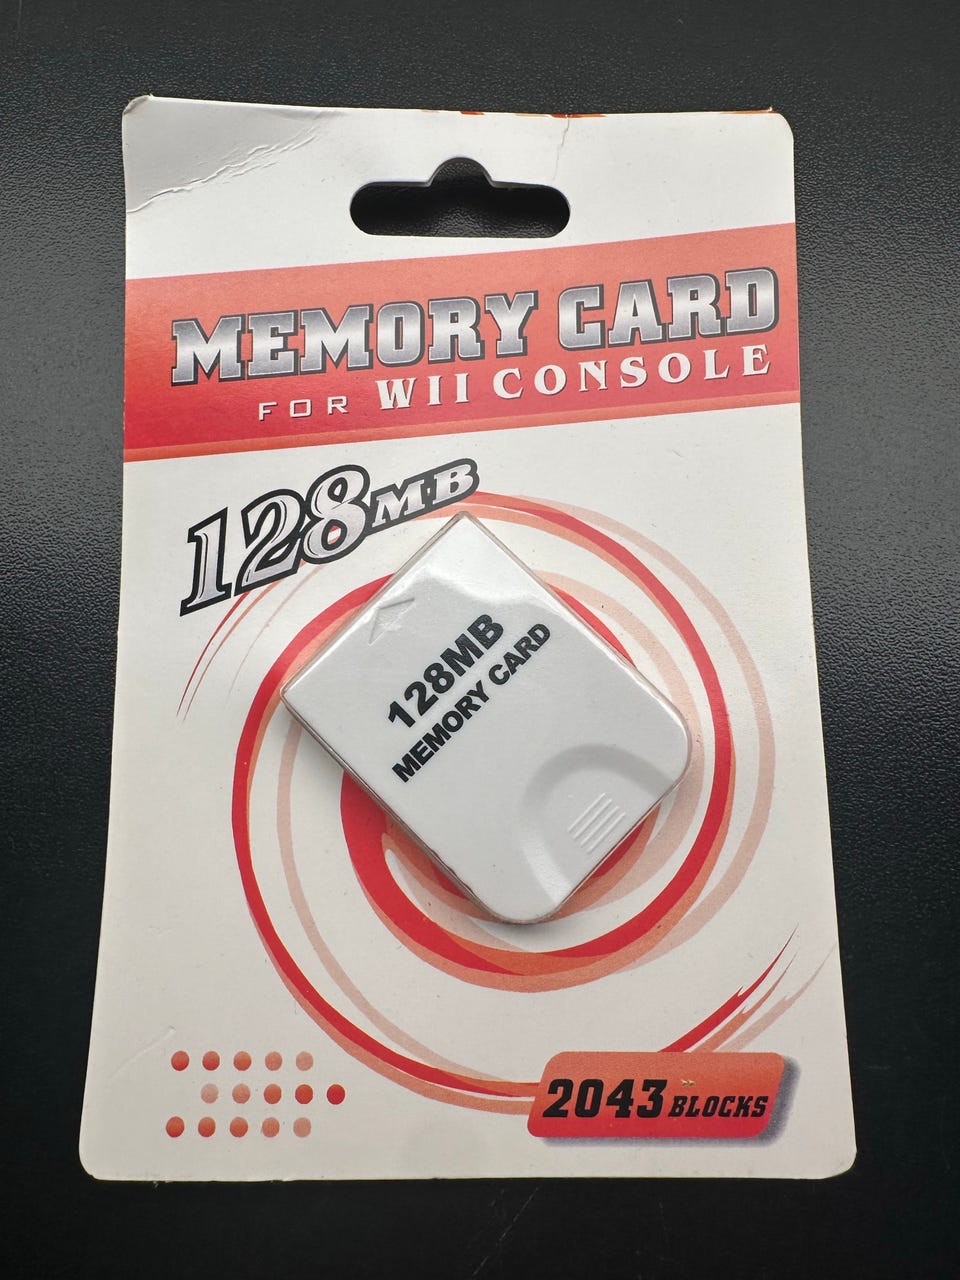 MEMORY CARD
FOR WII CONSOLE
128MB
128MB
MEMORY CARD
2043 BLOCKS